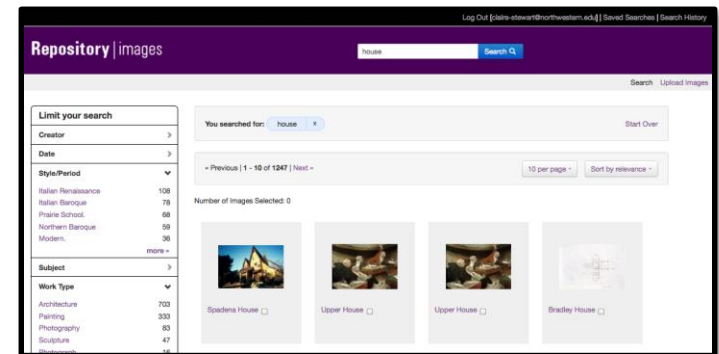 Log Out [claire-stewart@northwestern.edu] | Saved Searches | Search History
Repository | images
house
Search
Search Upload Images
Limit your search
Creator >
Date >
Style/Period
Italian Renaissance 108
Italian Baroque 78
Prairie School. 68
Northern Baroque 59
Modern. 36
more »
Subject >
Work Type
Architecture 703
Painting 333
Photography 83
Sculpture 47
Photograph 16
You searched for: house x
Start Over
« Previous | 1 - 10 of 1247 | Next »
10 per page
Sort by relevance
Number of Images Selected: 0
Spadena House
Upper House
Upper House
Bradley House